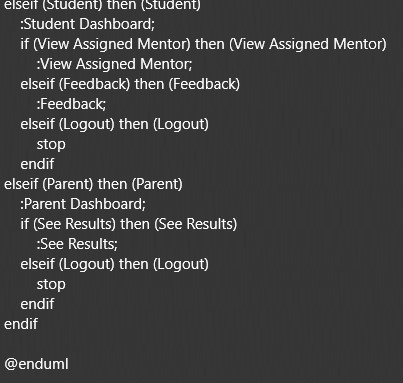 elseif (Student) then (Student)
:Student Dashboard;
if (View Assigned Mentor) then (View Assigned Mentor)
:View Assigned Mentor;
elseif (Feedback) then (Feedback)
:Feedback;
elseif (Logout) then (Logout)
stop
endif
elseif (Parent) then (Parent)
:Parent Dashboard;
if (See Results) then (See Results)
:See Results;
elseif (Logout) then (Logout)
stop
endif
endif
@enduml